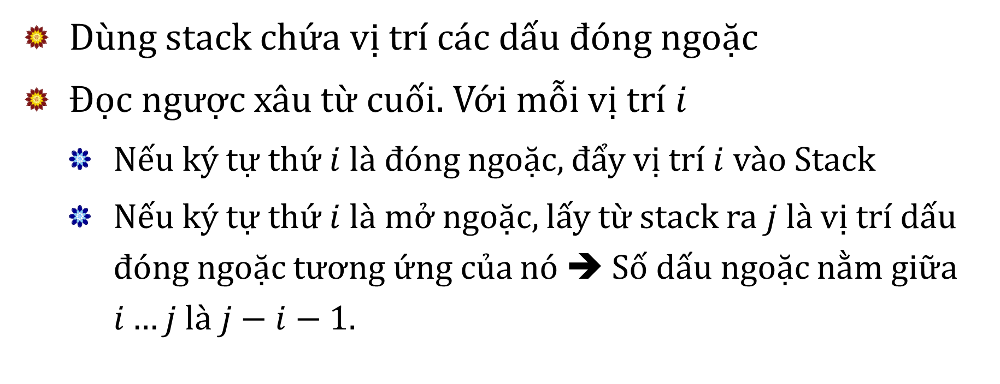 Dùng stack chứa vị trí các dấu đóng ngoặc
Đọc ngược xâu từ cuối. Với mỗi vị trí i
Nếu ký tự thứ i là đóng ngoặc, đẩy vị trí i vào Stack
Nếu ký tự thứ i là mở ngoặc, lấy từ stack ra j là vị trí dấu
đóng ngoặc tương ứng của nó ➔ Số dấu ngoặc nằm giữa
i … j là j − i − 1.